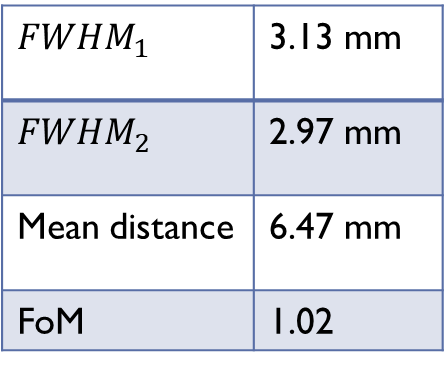 FWHM₁ 3.13 mm
FWHM₂ 2.97 mm
Mean distance 6.47 mm
FoM 1.02